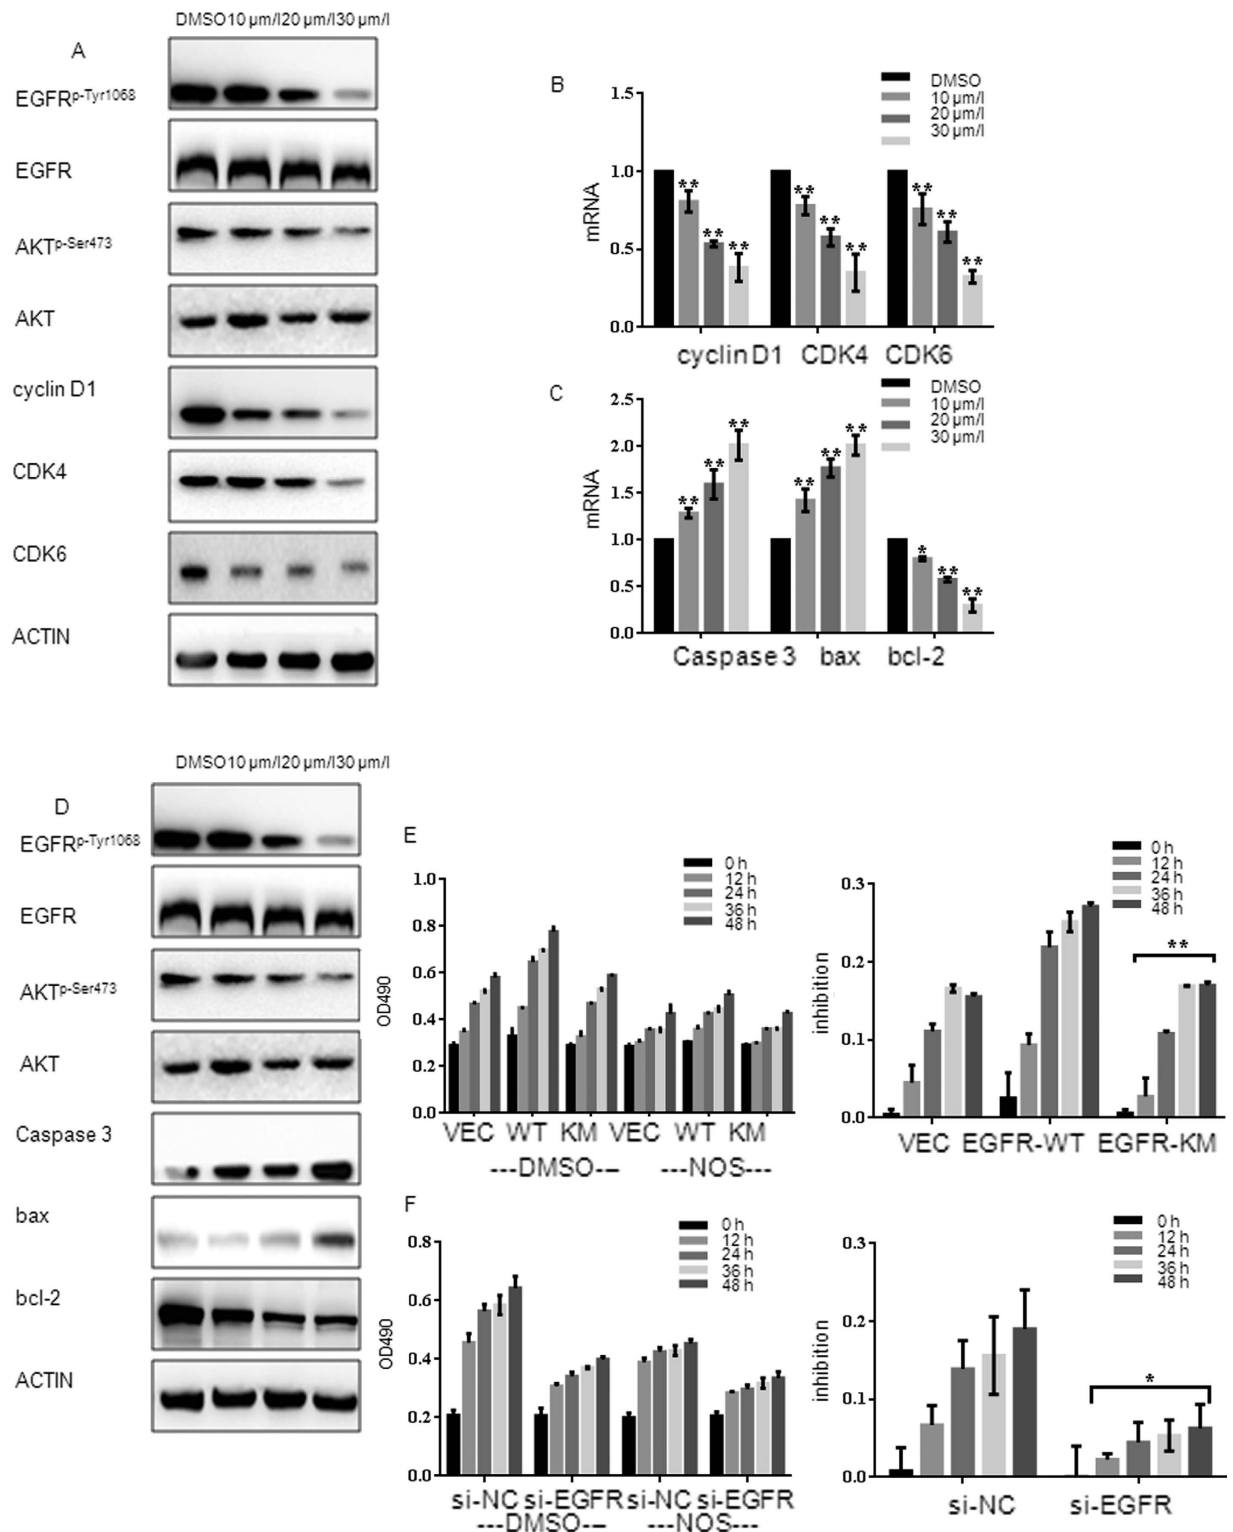 DMSO10 µm/l20 µm/l30 µm/l
A
EGFRp-Tyr1068
EGFR
AKTp-Ser473
AKT
cyclin D1
CDK4
CDK6
ACTIN
B
DMSO
10 µm/l
20 µm/l
30 µm/l
mRNA
1.5
1.0
0.5
0.0
** ** **
** ** **
** ** **
cyclin D1 CDK4 CDK6
C
DMSO
10 µm/l
20 µm/l
30 µm/l
mRNA
2.5
2.0
1.5
1.0
0.5
0.0
** ** **
** ** **
* ** **
Caspase 3 bax bcl-2
DMSO10 µm/l20 µm/l30 µm/l
D
EGFRp-Tyr1068
EGFR
AKTp-Ser473
AKT
Caspase 3
bax
bcl-2
ACTIN
E
0 h
12 h
24 h
36 h
48 h
OD490
1.0
0.8
0.6
0.4
0.2
0.0
VEC WT KM VEC WT KM
---DMSO--- ---NOS---
0 h
12 h
24 h
36 h
48 h
inhibition
0.3
0.2
0.1
0.0
**
VEC EGFR-WT EGFR-KM
F
0 h
12 h
24 h
36 h
48 h
OD490
0.8
0.6
0.4
0.2
0.0
si-NC si-EGFR si-NC si-EGFR
---DMSO--- ---NOS---
0 h
12 h
24 h
36 h
48 h
inhibition
0.3
0.2
0.1
0.0
*
si-NC si-EGFR